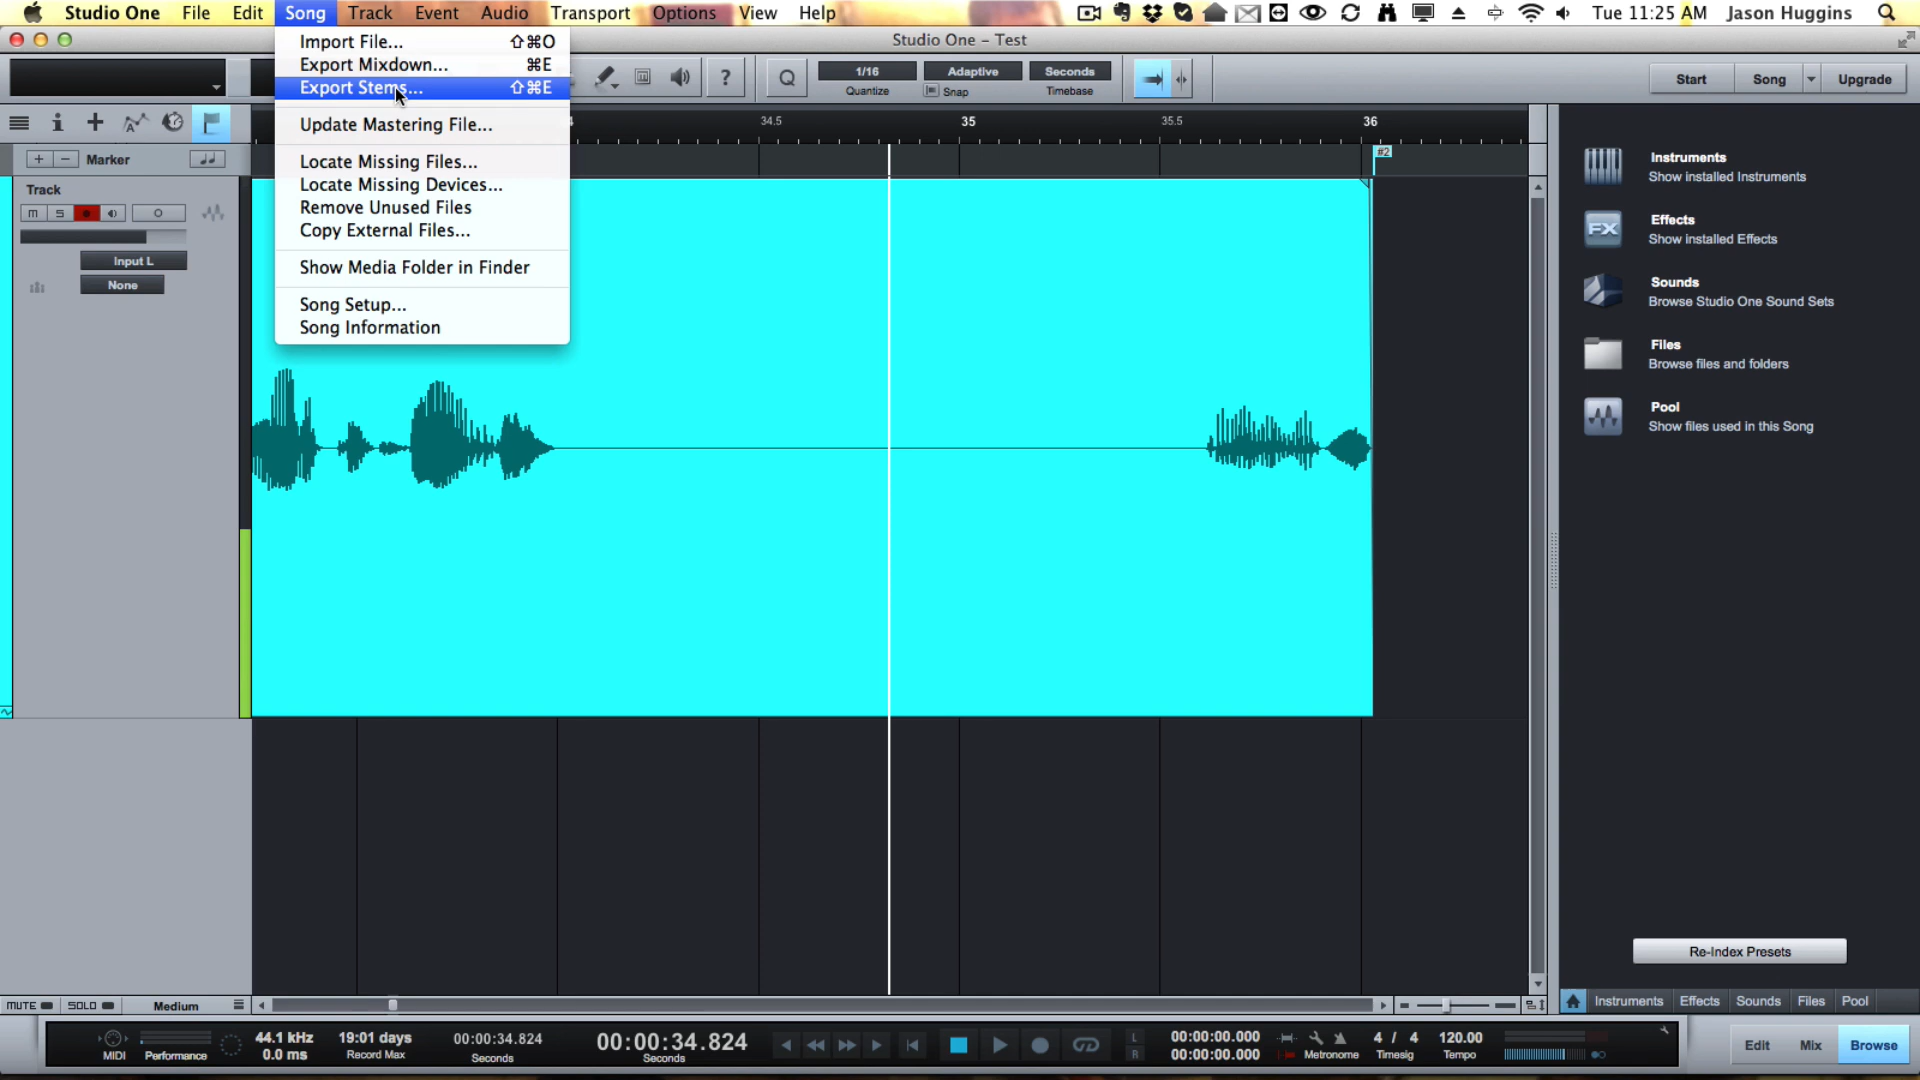 Studio One File Edit Song Track Event Audio Transport Options View Help Tue 11:25 AM Jason Huggins
Studio One – Test
Import File... ⇧⌘O
Export Mixdown... ⌘E
Export Stems... ⇧⌘E
Update Mastering File...
Locate Missing Files...
Locate Missing Devices...
Remove Unused Files
Copy External Files...
Show Media Folder in Finder
Song Setup...
Song Information
? Q
1/16 Adaptive Seconds
Quantize Snap Timebase
Start Song Upgrade
34.5 35 35.5 36
#2
+ − Marker
Track
M S
Input L
None
Instruments
Show installed Instruments
FX
Effects
Show installed Effects
Sounds
Browse Studio One Sound Sets
Files
Browse files and folders
Pool
Show files used in this Song
Re-Index Presets
Instruments Effects Sounds Files Pool
MUTE SOLO Medium
MIDI Performance
44.1 kHz
0.0 ms
19:01 days
Record Max
00:00:34.824
Seconds
00:00:34.824
Seconds
L 00:00:00.000
R 00:00:00.000
Metronome
4 / 4
Timesig
120.00
Tempo
Edit Mix Browse